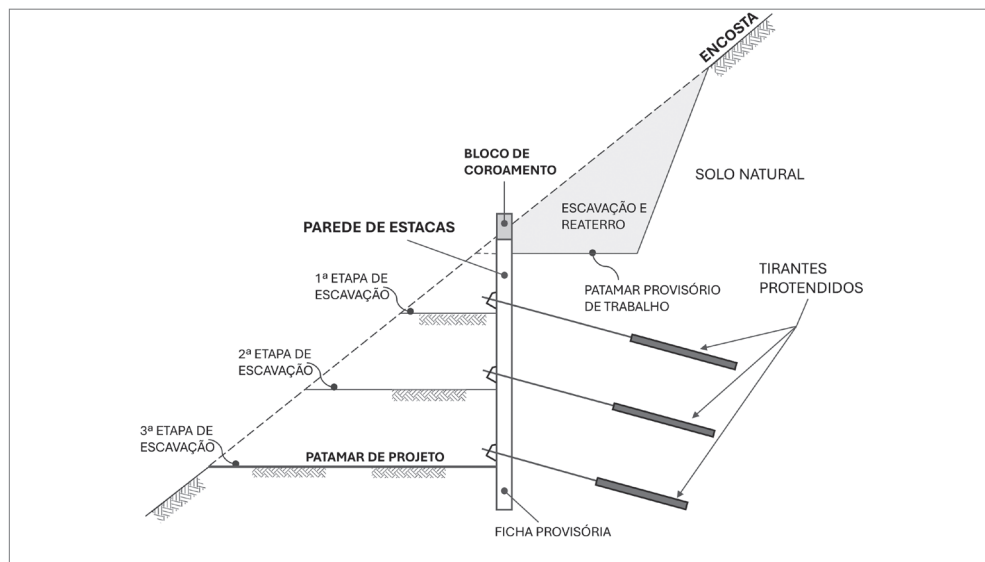 ENCOSTA
BLOCO DE
COROAMENTO
SOLO NATURAL
ESCAVAÇÃO E
REATERRO
PAREDE DE ESTACAS
1ª ETAPA DE
ESCAVAÇÃO
PATAMAR PROVISÓRIO
DE TRABALHO
TIRANTES
PROTENDIDOS
2ª ETAPA DE
ESCAVAÇÃO
3ª ETAPA DE
ESCAVAÇÃO
PATAMAR DE PROJETO
FICHA PROVISÓRIA